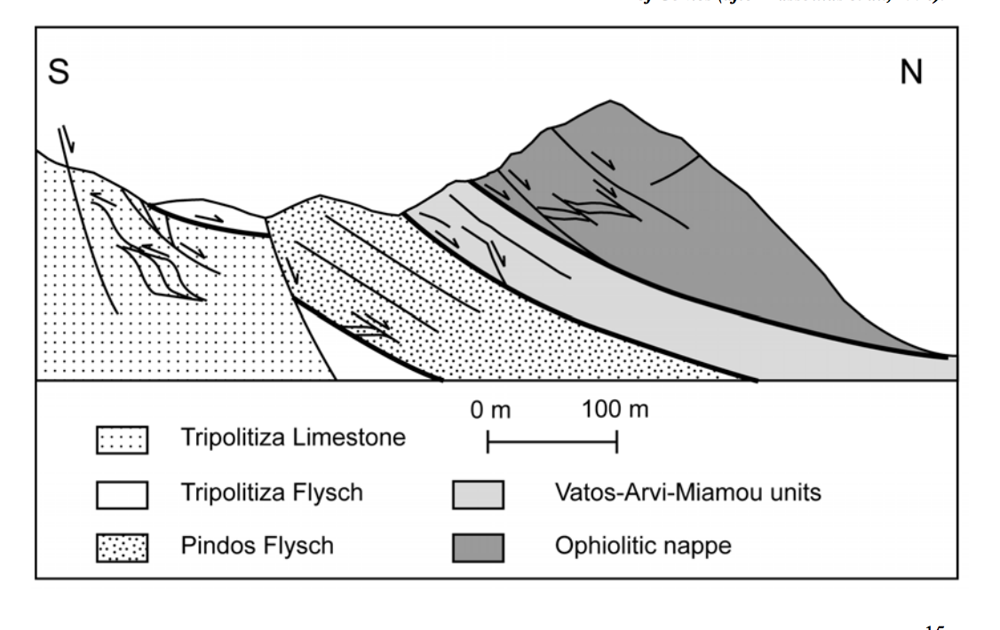 S
N
0 m
100 m
Tripolitiza Limestone
Tripolitiza Flysch
Vatos-Arvi-Miamou units
Pindos Flysch
Ophiolitic nappe